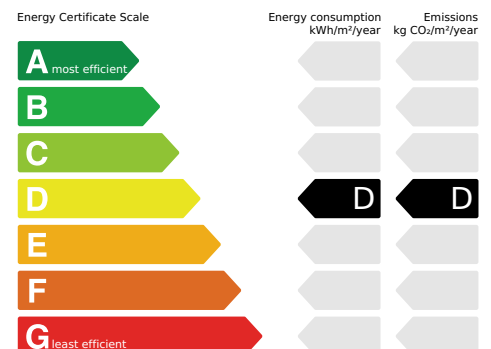 Energy Certificate Scale
Energy consumption
kWh/m²/year
Emissions
kg CO₂/m²/year
A most efficient
B
C
D D D
E
F
G least efficient